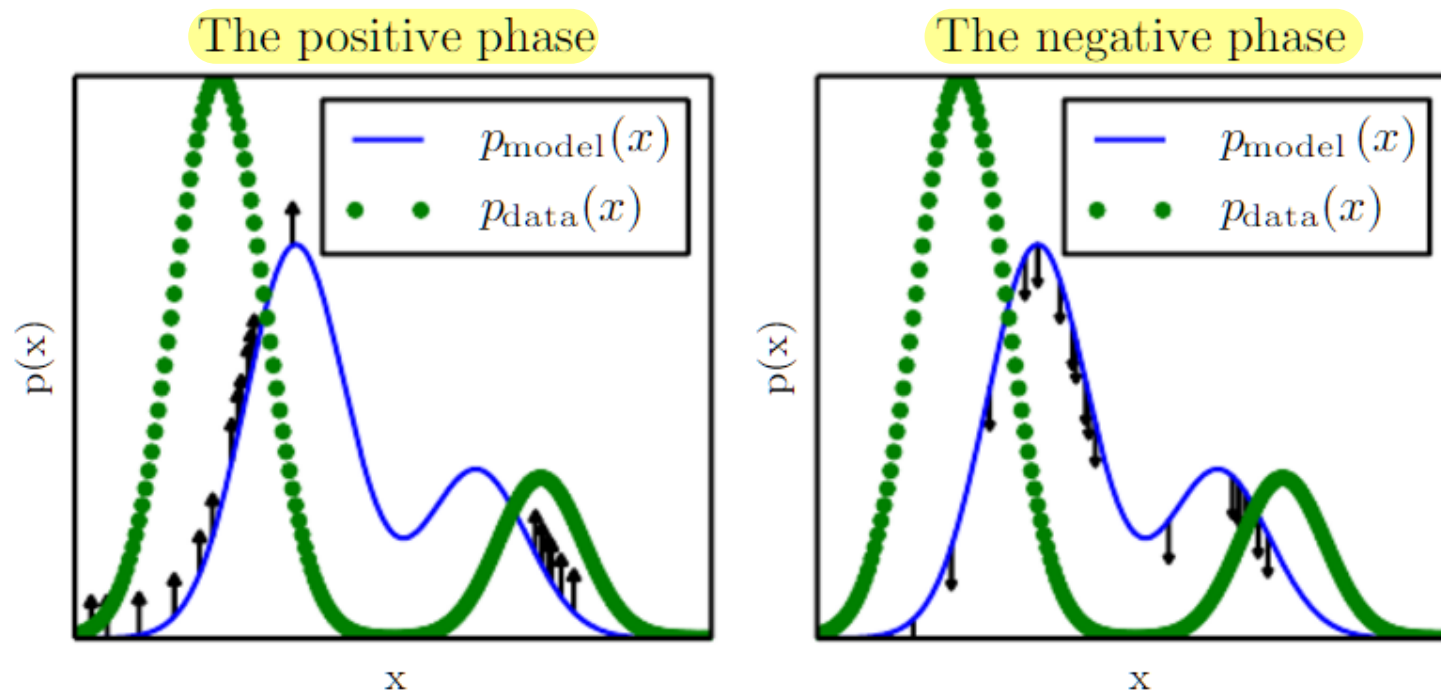 The positive phase
p_model(x)
p_data(x)
p(x)
x
The negative phase
p_model(x)
p_data(x)
p(x)
x